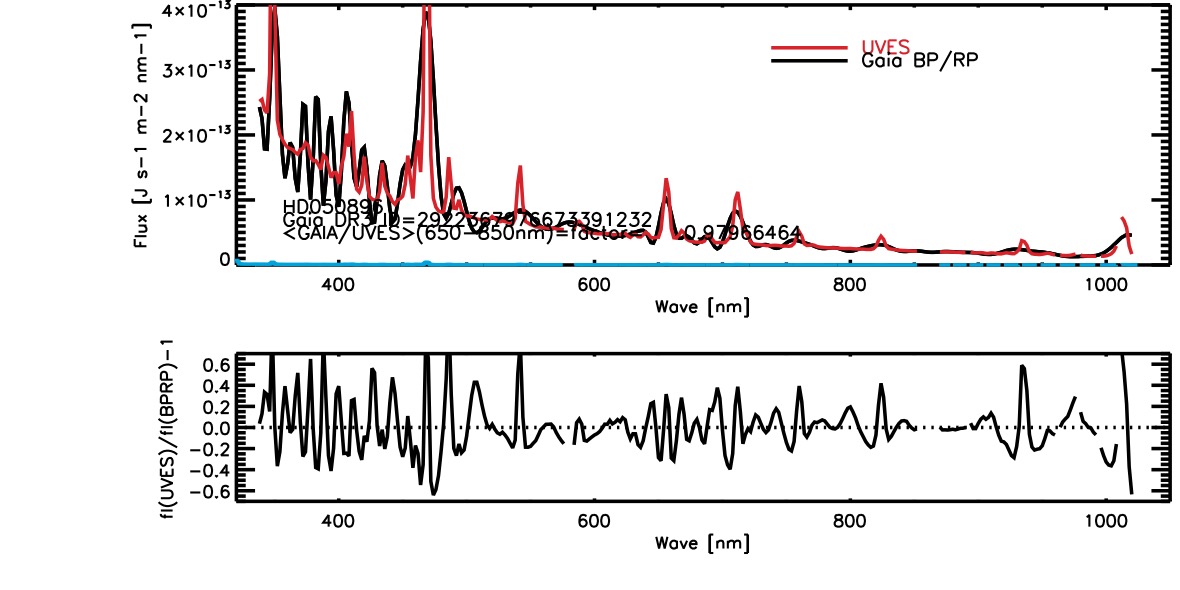 4×10−13
3×10−13
2×10−13
1×10−13
0
Flux [J s−1 m−2 nm−1]
UVES
Gaia BP/RP
HD050896
<GAIA/UVES>(650−850nm)=factor= 0.97966464
400 600 800 1000
Wave [nm]
0.6
0.4
0.2
0.0
−0.2
−0.4
−0.6
fl(UVES)/fl(BPRP)−1
400 600 800 1000
Wave [nm]